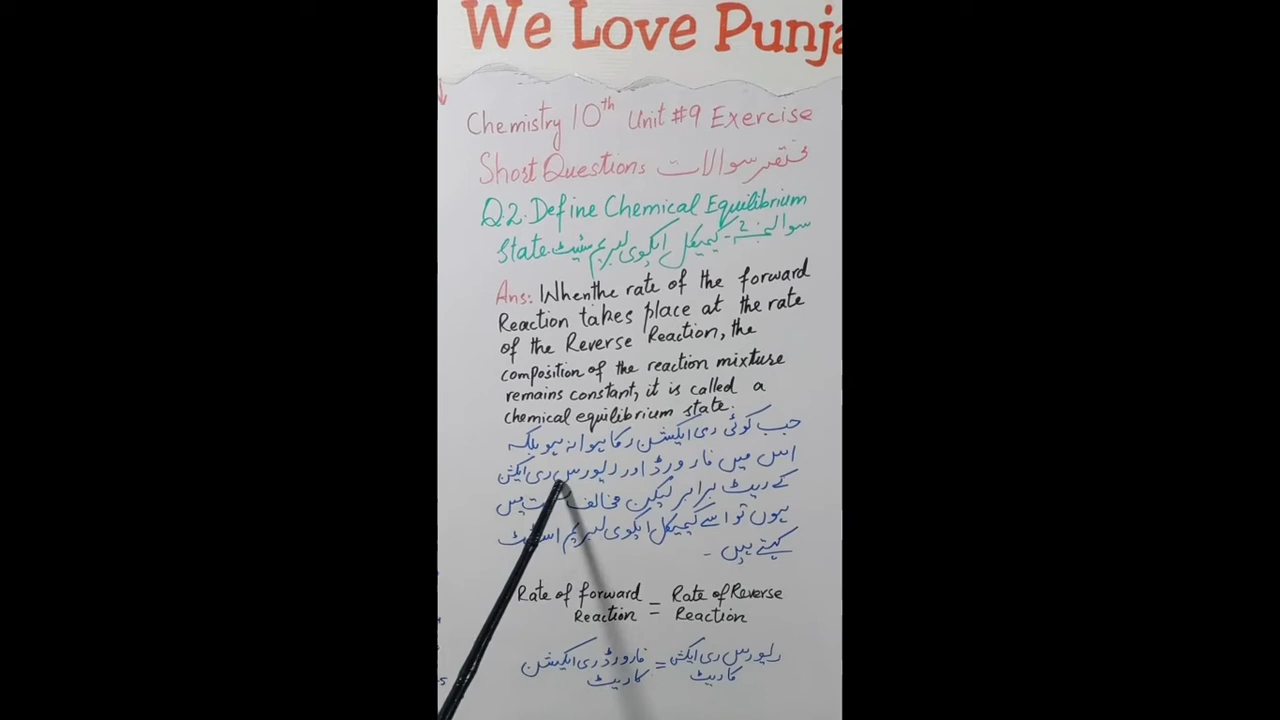 We Love Punja
Chemistry 10th Unit #9 Exercise
Short Questions مختصر سوالات
Q.2. Define Chemical Equilibrium
State. سوال نمبر 2- کیمیکل ایکوی لبریم سٹیٹ
Ans: When the rate of the forward
Reaction takes place at the rate
of the Reverse Reaction, the
composition of the reaction mixture
remains constant, it is called a
chemical equilibrium state.
جب کوئی ری ایکشن رکا ہوا نہ ہو بلکہ
اس میں فارورڈ اور ریورس ری ایکشن
کے ریٹ برابر لیکن مخالف میں
ہوں تو اسے کیمیکل ایکوی لبریم اسٹیٹ
کہتے ہیں -
Rate of forward = Rate of Reverse
Reaction Reaction
فارورڈ ری ایکشن = ریورس ری ایکشن
کا ریٹ کا ریٹ